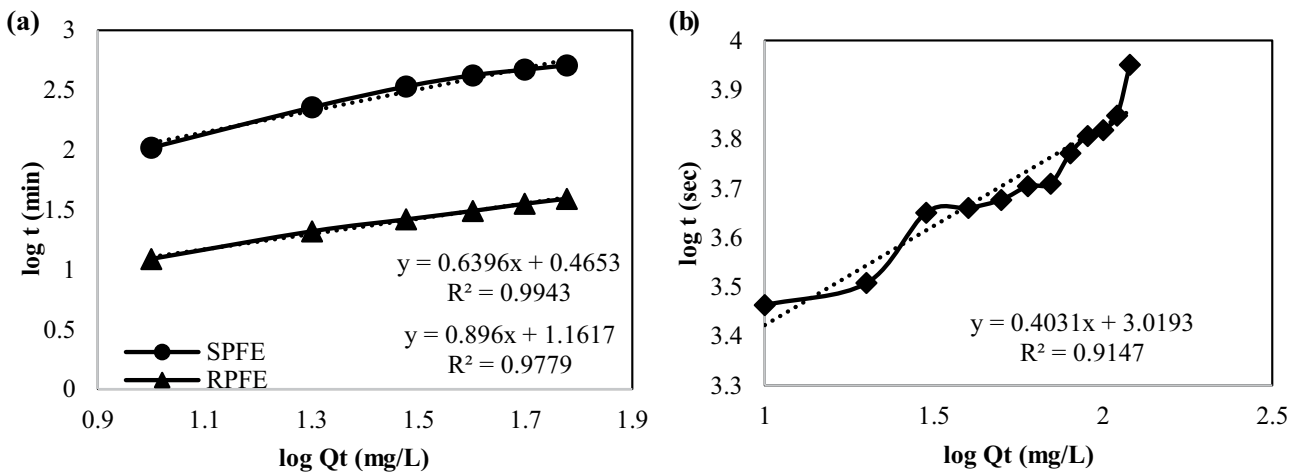 (a)
3
2.5
2
1.5
1
0.5
0
log t (min)
y = 0.6396x + 0.4653
R² = 0.9943
y = 0.896x + 1.1617
R² = 0.9779
SPFE
RPFE
0.9 1.1 1.3 1.5 1.7 1.9
log Qt (mg/L)
(b)
4
3.9
3.8
3.7
3.6
3.5
3.4
3.3
log t (sec)
y = 0.4031x + 3.0193
R² = 0.9147
1 1.5 2 2.5
log Qt (mg/L)